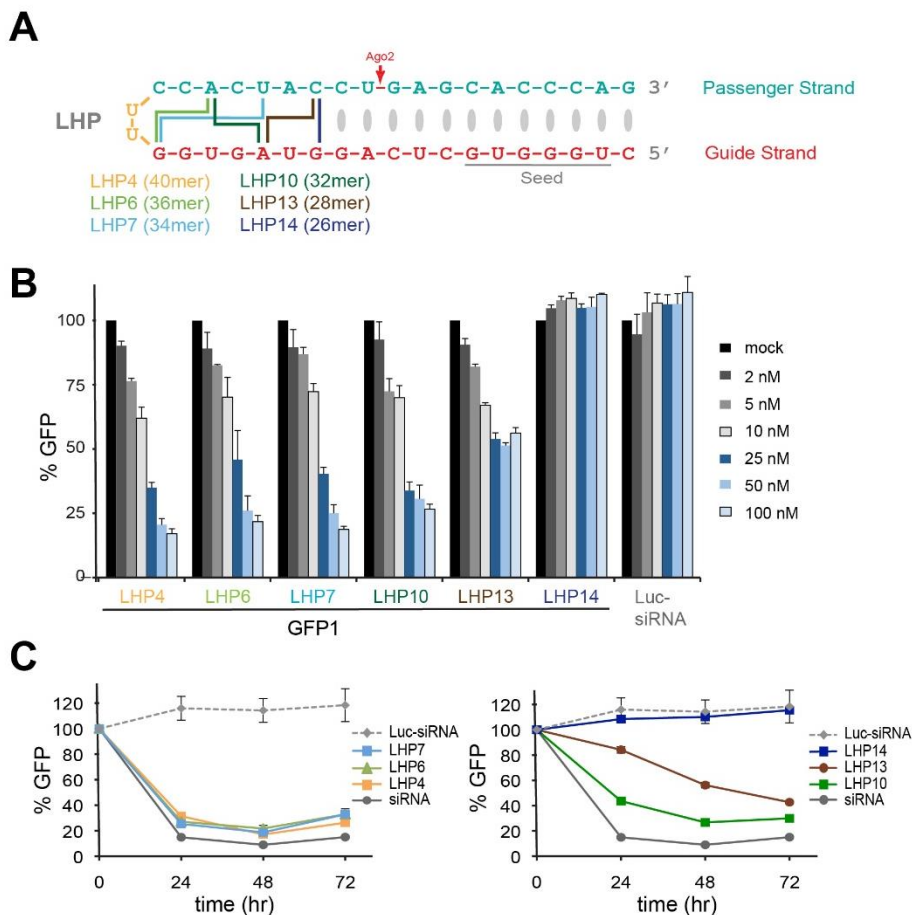 A
Ago2
C-C-A-C-U-A-C-C-U-G-A-G-C-A-C-C-C-A-G 3′ Passenger Strand
U
LHP
U
G-G-U-G-A-U-G-G-A-C-U-C-G-U-G-G-G-U-C 5′ Guide Strand
Seed
LHP4 (40mer) LHP10 (32mer)
LHP6 (36mer) LHP13 (28mer)
LHP7 (34mer) LHP14 (26mer)
B
% GFP
100
75
50
25
0
mock
2 nM
5 nM
10 nM
25 nM
50 nM
100 nM
LHP4 LHP6 LHP7 LHP10 LHP13 LHP14 Luc-
siRNA
GFP1
C
% GFP
120
100
80
60
40
20
0
0 24 48 72
time (hr)
Luc-siRNA
LHP7
LHP6
LHP4
siRNA
% GFP
120
100
80
60
40
20
0
0 24 48 72
time (hr)
Luc-siRNA
LHP14
LHP13
LHP10
siRNA